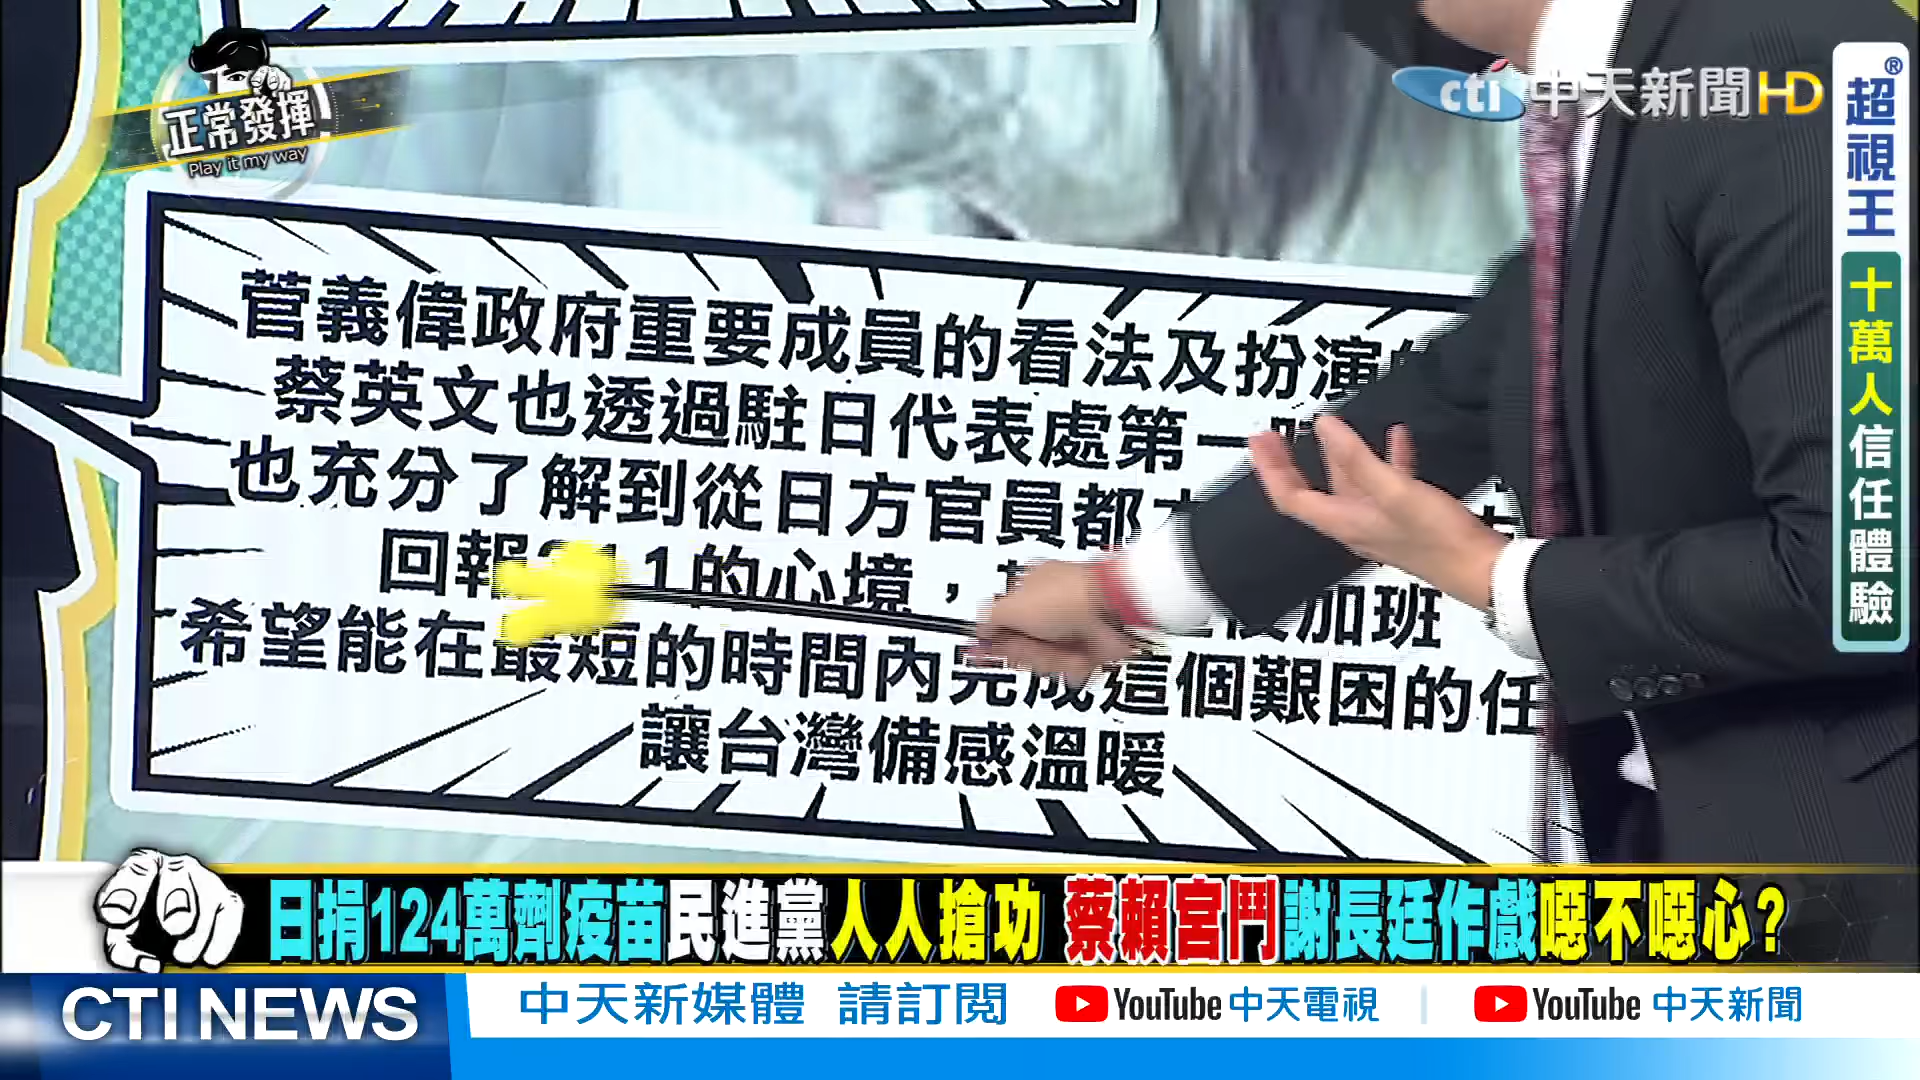 正常發揮
Play it my way
cti 中天新聞HD
超視王®
十萬人信任體驗
菅義偉政府重要成員的看法及扮演
蔡英文也透過駐日代表處第一時
也充分了解到從日方官員都
回報 1的心境，
加班
希望能在最短的時間內完成這個艱困的任
讓台灣備感溫暖
日捐124萬劑疫苗民進黨人人搶功 蔡賴宮鬥謝長廷作戲噁不噁心?
CTI NEWS
中天新媒體 請訂閱 YouTube 中天電視 | YouTube 中天新聞